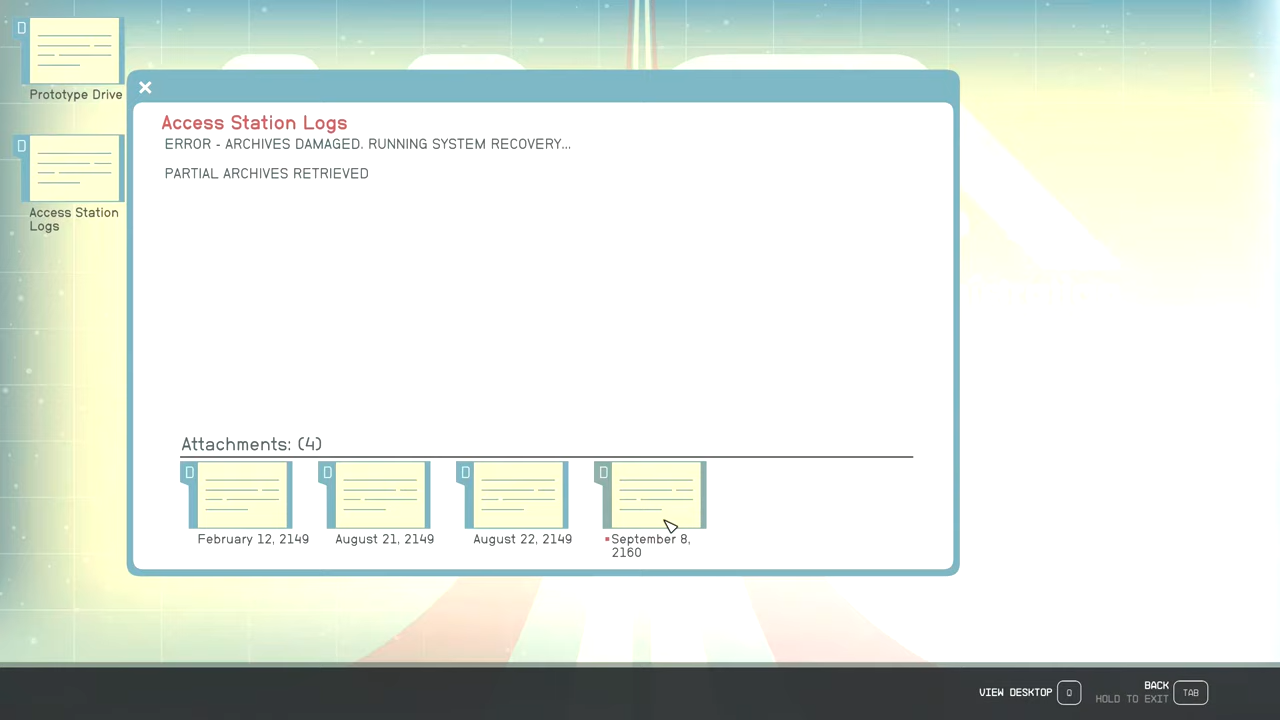 D
Prototype Drive
D
Access Station
Logs
Access Station Logs
ERROR - ARCHIVES DAMAGED. RUNNING SYSTEM RECOVERY...
PARTIAL ARCHIVES RETRIEVED
Attachments: (4)
D
D
D
D
February 12, 2149
August 21, 2149
August 22, 2149
September 8,
2160
VIEW DESKTOP Q
BACK
HOLD TO EXIT TAB